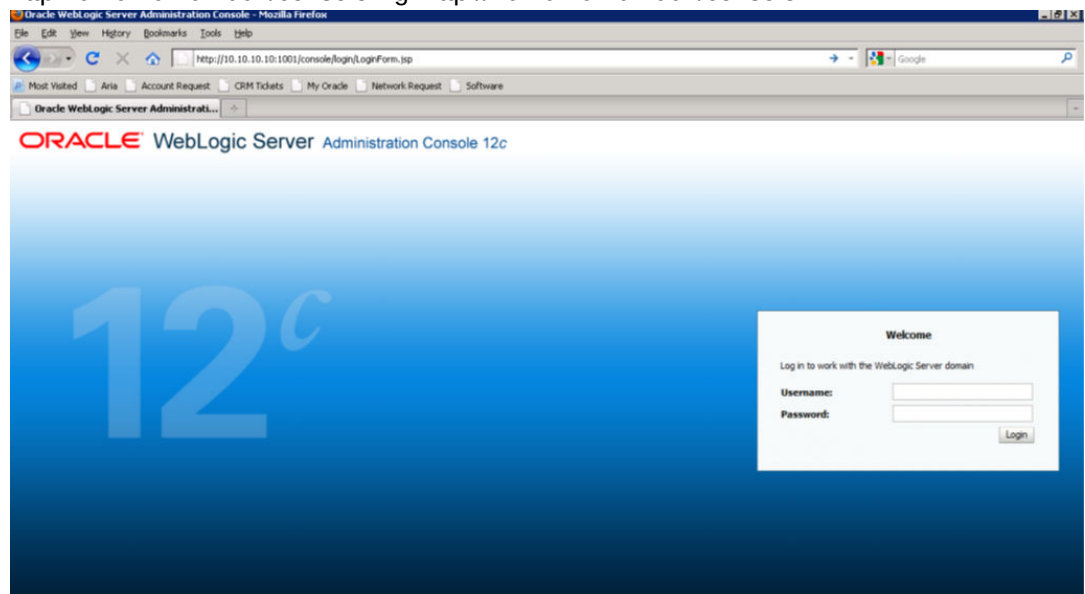 Oracle WebLogic Server Administration Console - Mozilla Firefox
File Edit View History Bookmarks Tools Help
http://10.10.10.10:1001/console/login/LoginForm.jsp Google
Most Visited Aria Account Request CRM Tickets My Oracle Network Request Software
Oracle WebLogic Server Administrati...
ORACLE WebLogic Server Administration Console 12c
12c
Welcome
Log in to work with the WebLogic Server domain
Username:
Password:
Login